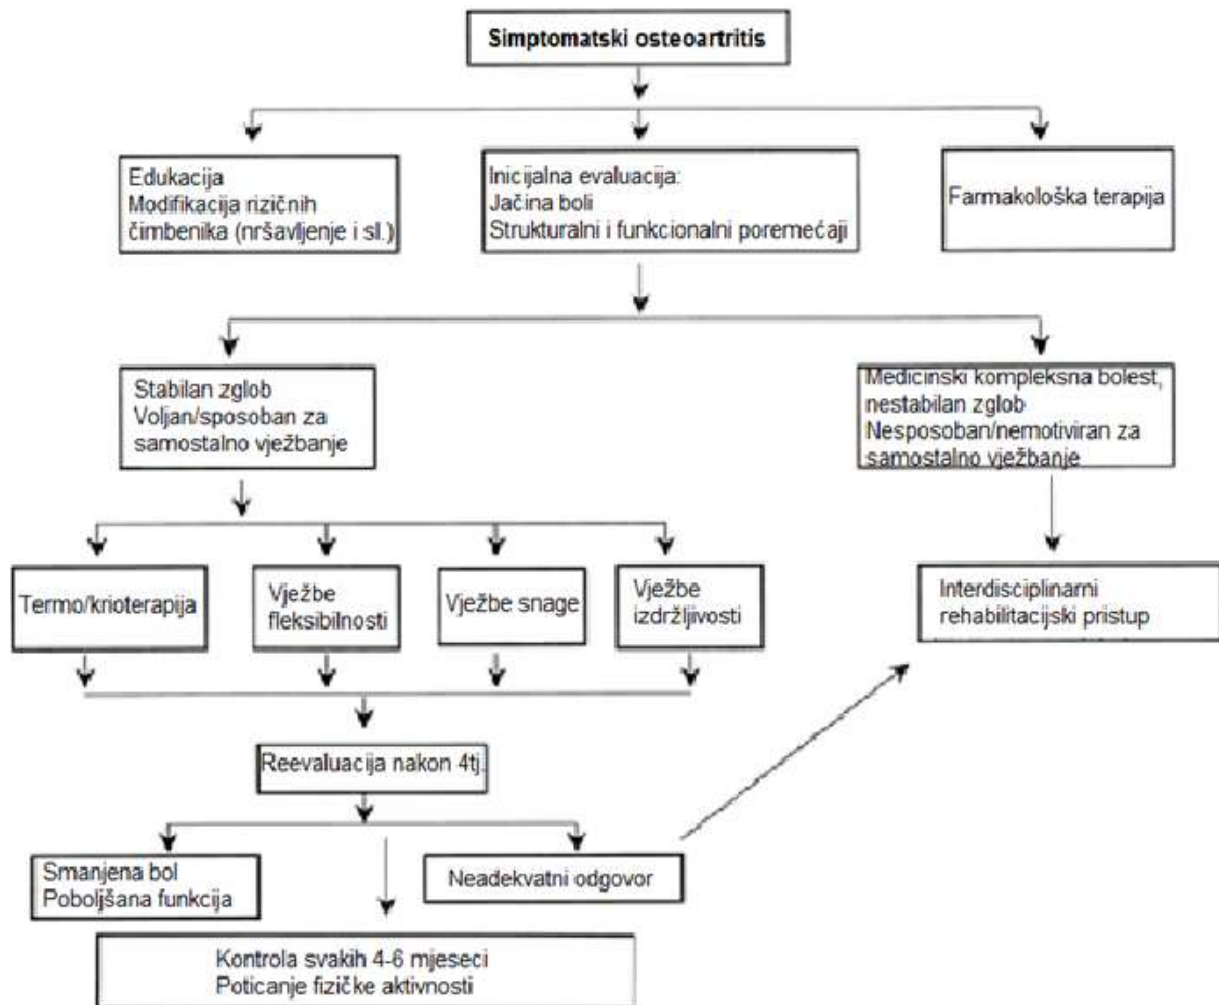 Simptomatski osteoartritis
Edukacija
Modifikacija rizičnih
čimbenika (nršavljenje i sl.)
Inicijalna evaluacija:
Jačina boli
Strukturalni i funkcionalni poremećaji
Farmakološka terapija
Stabilan zglob
Voljan/sposoban za
samostalno vježbanje
Medicinski kompleksna bolest,
nestabilan zglob
Nesposoban/nemotiviran za
samostalno vježbanje
Termo/krioterapija
Vježbe
fleksibilnosti
Vježbe snage
Vježbe
izdržljivosti
Interdisciplinarni
rehabilitacijski pristup
Reevaluacija nakon 4tj.
Smanjena bol
Poboljšana funkcija
Neadekvatni odgovor
Kontrola svakih 4-6 mjeseci
Poticanje fizičke aktivnosti